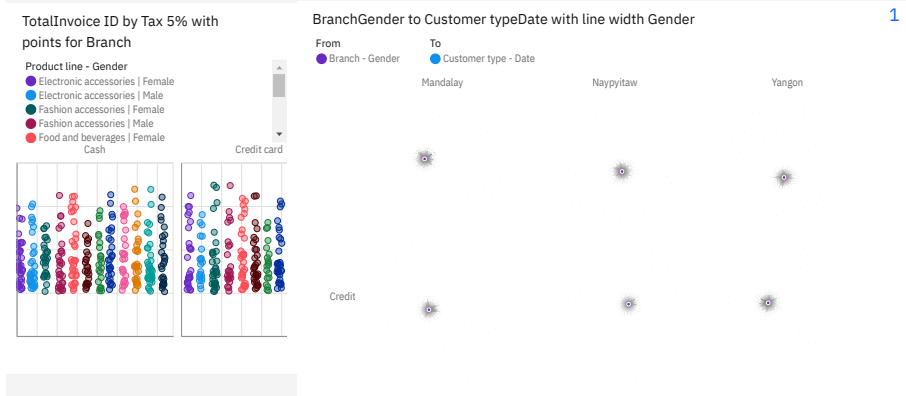 TotalInvoice ID by Tax 5% with
points for Branch
Product line - Gender
Electronic accessories | Female
Electronic accessories | Male
Fashion accessories | Female
Fashion accessories | Male
Food and beverages | Female
Cash
Credit card
BranchGender to Customer typeDate with line width Gender
1
From
To
Branch - Gender
Customer type - Date
Mandalay
Naypyitaw
Yangon
Credit